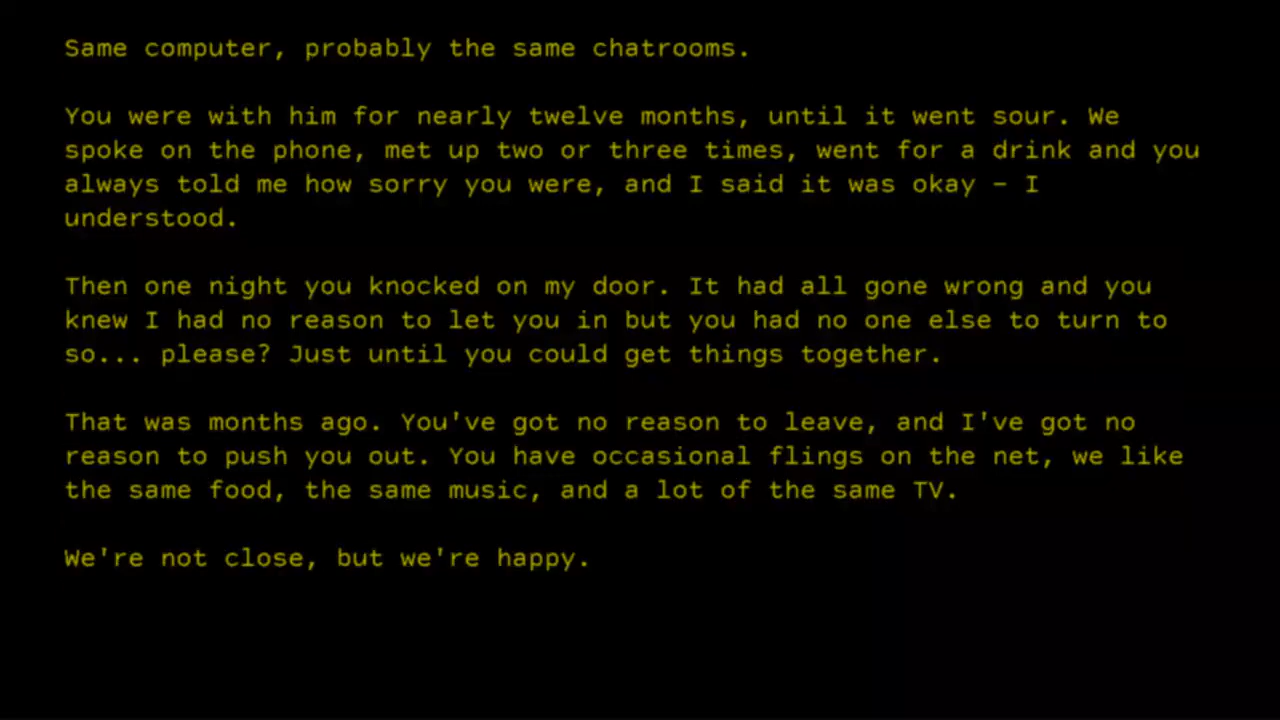 Same computer, probably the same chatrooms.
You were with him for nearly twelve months, until it went sour. We
spoke on the phone, met up two or three times, went for a drink and you
always told me how sorry you were, and I said it was okay – I
understood.
Then one night you knocked on my door. It had all gone wrong and you
knew I had no reason to let you in but you had no one else to turn to
so... please? Just until you could get things together.
That was months ago. You've got no reason to leave, and I've got no
reason to push you out. You have occasional flings on the net, we like
the same food, the same music, and a lot of the same TV.
We're not close, but we're happy.